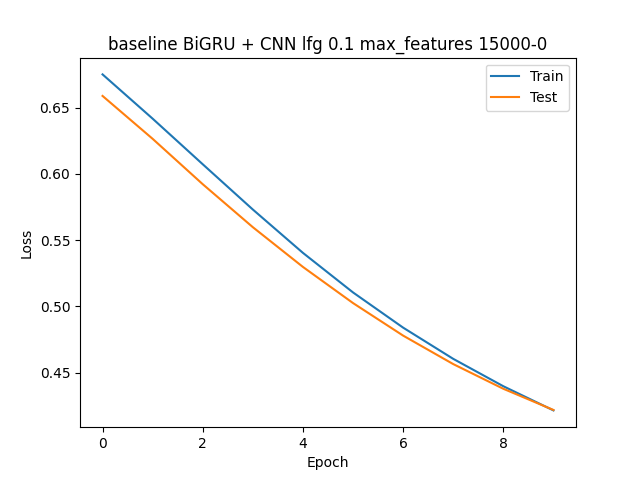 baseline BiGRU + CNN lfg 0.1 max_features 15000-0
Train
Test
0.65
0.60
0.55
0.50
0.45
Loss
0 2 4 6 8
Epoch